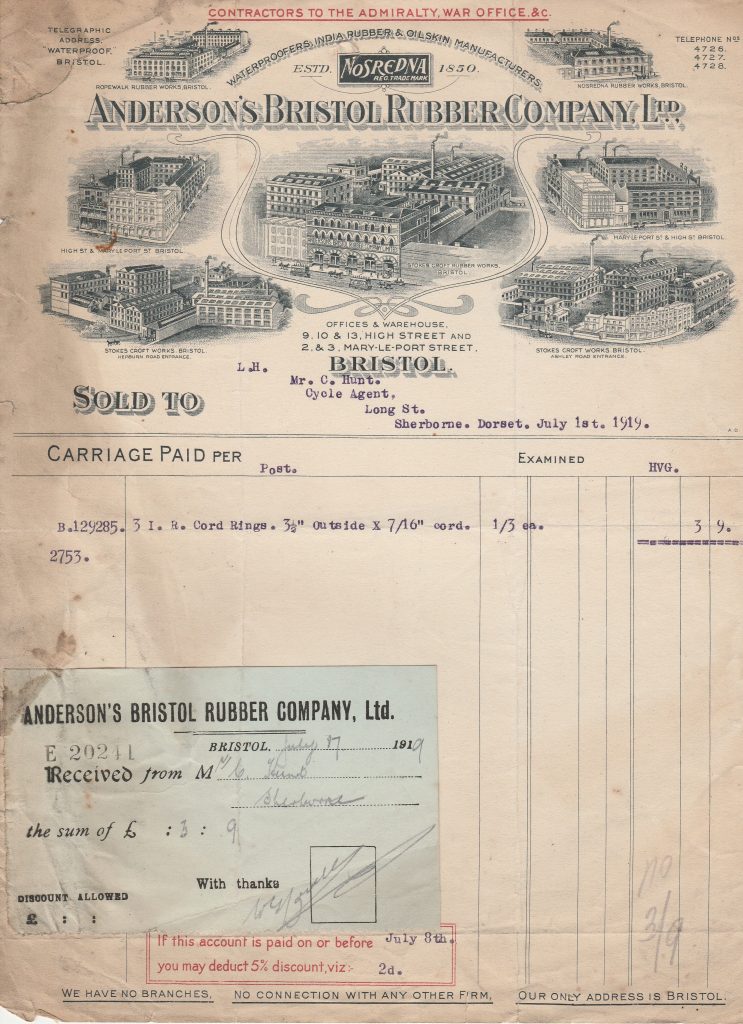 CONTRACTORS TO THE ADMIRALTY, WAR OFFICE, &c.
TELEGRAPHIC
ADDRESS,
"WATERPROOF,"
BRISTOL.
ROPEWALK RUBBER WORKS, BRISTOL.
WATERPROOFERS, INDIA RUBBER & OILSKIN MANUFACTURERS.
ESTD. NOSREDNA 1850.
REG. TRADE MARK
NOSREDNA RUBBER WORKS, BRISTOL.
TELEPHONE Nos
4726.
4727.
4728.
ANDERSON'S BRISTOL RUBBER COMPANY, LTD,
HIGH ST & MARY-LE-PORT ST BRISTOL.
STOKES CROFT RUBBER WORKS,
BRISTOL.
MARY-LE-PORT ST & HIGH ST BRISTOL.
STOKES CROFT WORKS, BRISTOL.
HEPBURN ROAD ENTRANCE.
STOKES CROFT WORKS, BRISTOL.
ASHLEY ROAD ENTRANCE.
OFFICES & WAREHOUSE,
9, 10 & 13, HIGH STREET AND
2, & 3, MARY-LE-PORT STREET,
BRISTOL.
L.H.
SOLD TO
Mr. C. Hunt.
Cycle Agent,
Long St.
Sherborne. Dorset. July 1st. 1919.
CARRIAGE PAID PER Post. EXAMINED HVG.
B.129285. 3 I. R. Cord Rings. 3½" Outside X 7/16" cord. 1/3 ea. 3 9.
2753.
ANDERSON'S BRISTOL RUBBER COMPANY, Ltd.
E 20241
BRISTOL, July 1919
Received from M C. Hunt
Sherborne
the sum of £ : 3 : 9
With thanks
DISCOUNT ALLOWED
£ : :
3/9
If this account is paid on or before July 8th.
you may deduct 5% discount, viz:- 2d.
WE HAVE NO BRANCHES. NO CONNECTION WITH ANY OTHER FIRM. OUR ONLY ADDRESS IS BRISTOL.